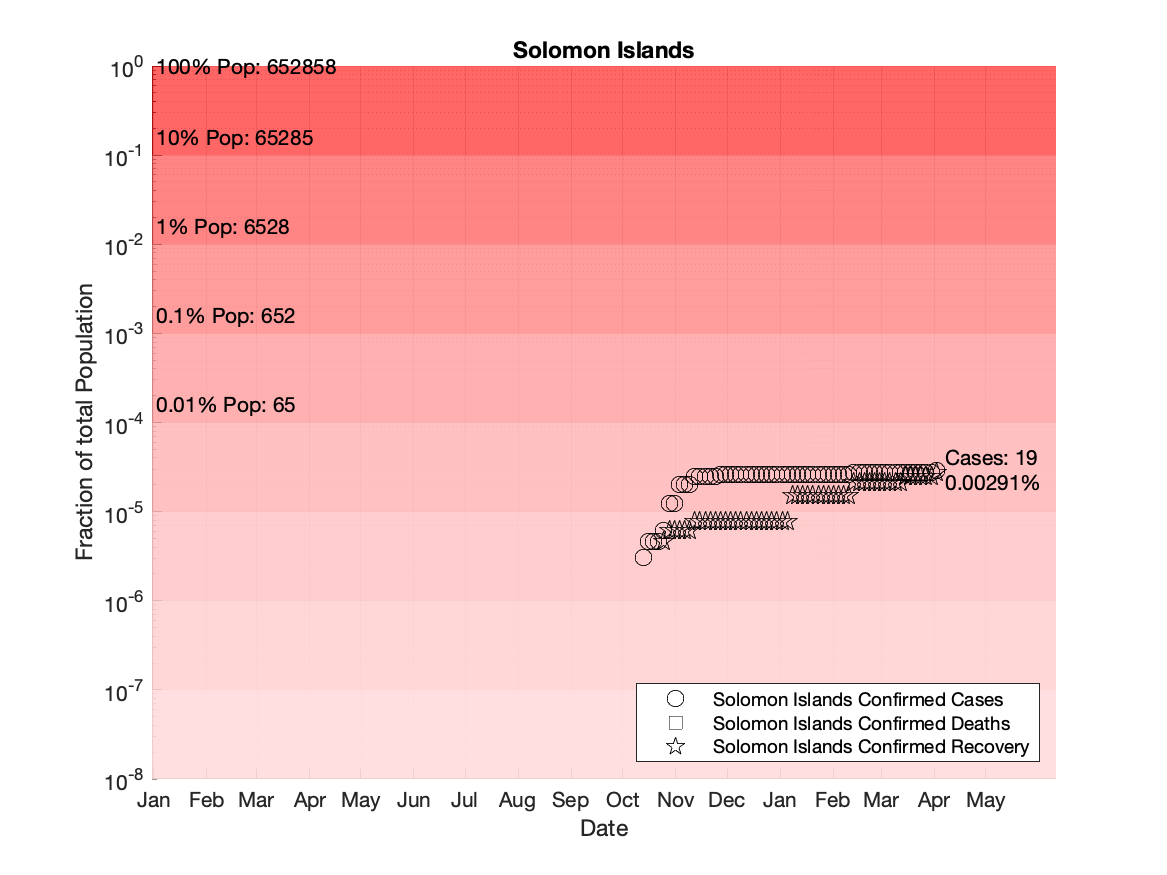 Solomon Islands
10^0
100% Pop: 652858
10% Pop: 65285
10^-1
1% Pop: 6528
10^-2
0.1% Pop: 652
10^-3
0.01% Pop: 65
10^-4
Cases: 19
0.00291%
10^-5
10^-6
10^-7
10^-8
Fraction of total Population
Solomon Islands Confirmed Cases
Solomon Islands Confirmed Deaths
Solomon Islands Confirmed Recovery
Jan Feb Mar Apr May Jun Jul Aug Sep Oct Nov Dec Jan Feb Mar Apr May
Date